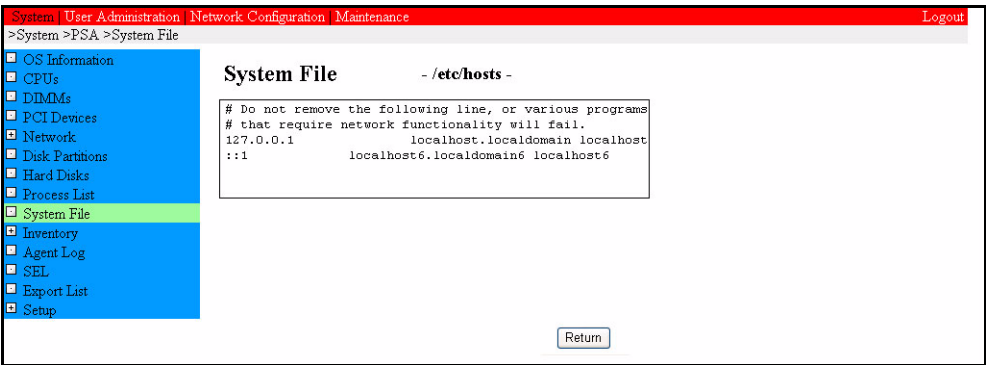 System | User Administration | Network Configuration | Maintenance Logout
>System >PSA >System File
OS Information
CPUs
DIMMs
PCI Devices
Network
Disk Partitions
Hard Disks
Process List
System File
Inventory
Agent Log
SEL
Export List
Setup
System File - /etc/hosts -
# Do not remove the following line, or various programs
# that require network functionality will fail.
127.0.0.1 localhost.localdomain localhost
::1 localhost6.localdomain6 localhost6
Return